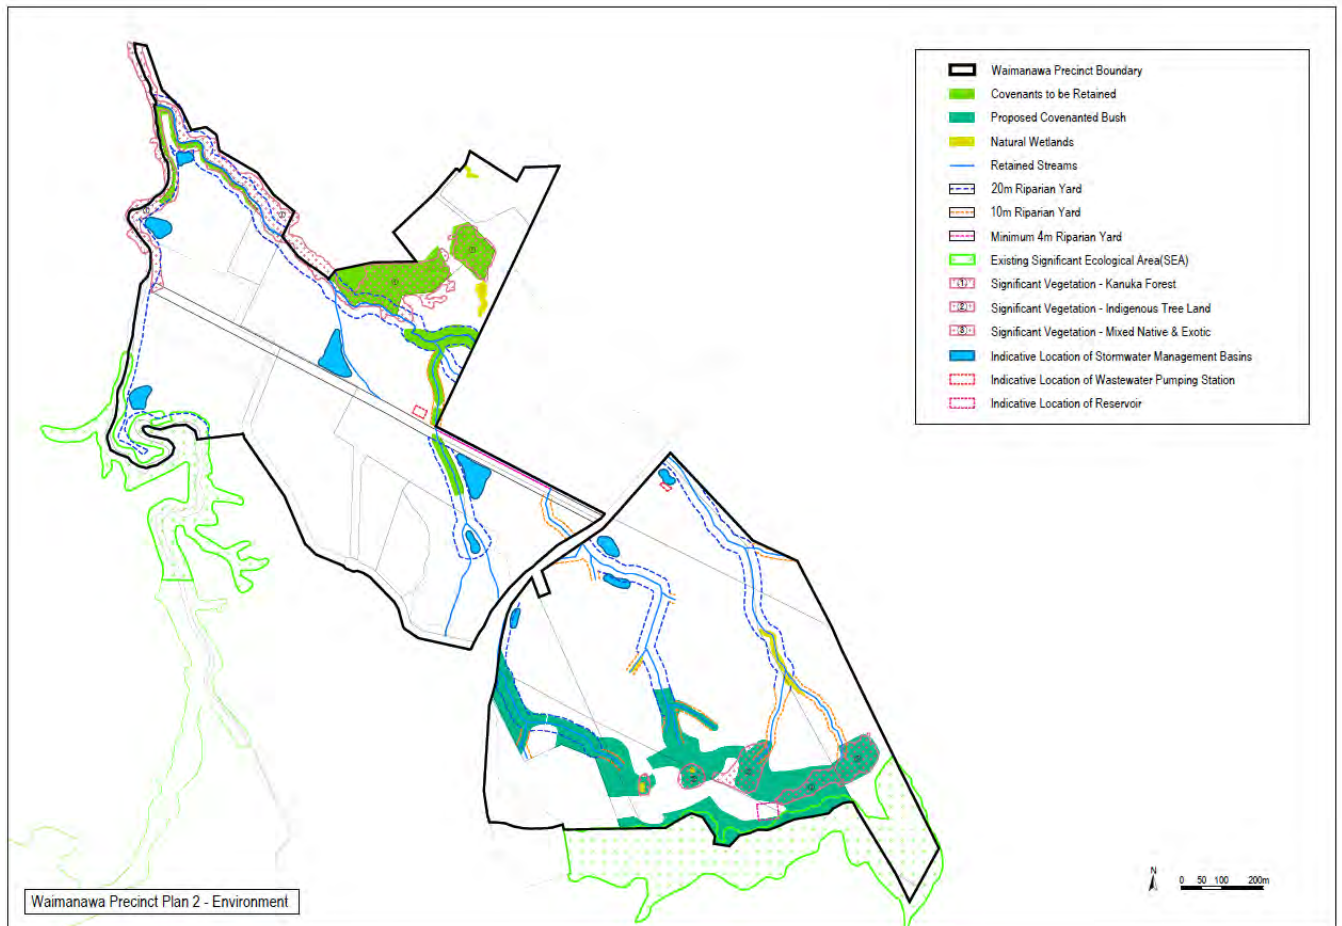 Waimanawa Precinct Boundary
Covenants to be Retained
Proposed Covenanted Bush
Natural Wetlands
Retained Streams
20m Riparian Yard
10m Riparian Yard
Minimum 4m Riparian Yard
Existing Significant Ecological Area(SEA)
1 Significant Vegetation - Kanuka Forest
2 Significant Vegetation - Indigenous Tree Land
3 Significant Vegetation - Mixed Native & Exotic
Indicative Location of Stormwater Management Basins
Indicative Location of Wastewater Pumping Station
Indicative Location of Reservoir
N
0 50 100 200m
Waimanawa Precinct Plan 2 - Environment